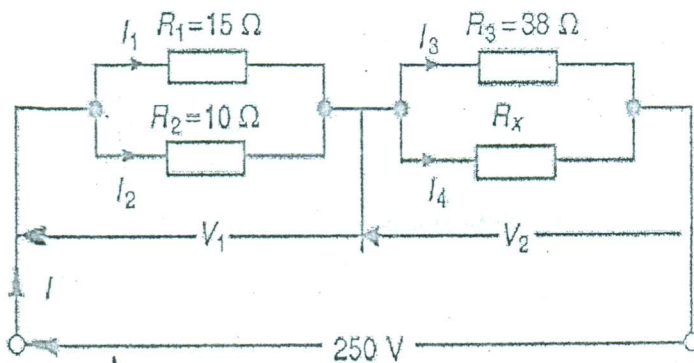 I₁ R₁=15 Ω I₃ R₃=38 Ω
R₂=10 Ω Rₓ
I₂ I₄
V₁ V₂
I
250 V